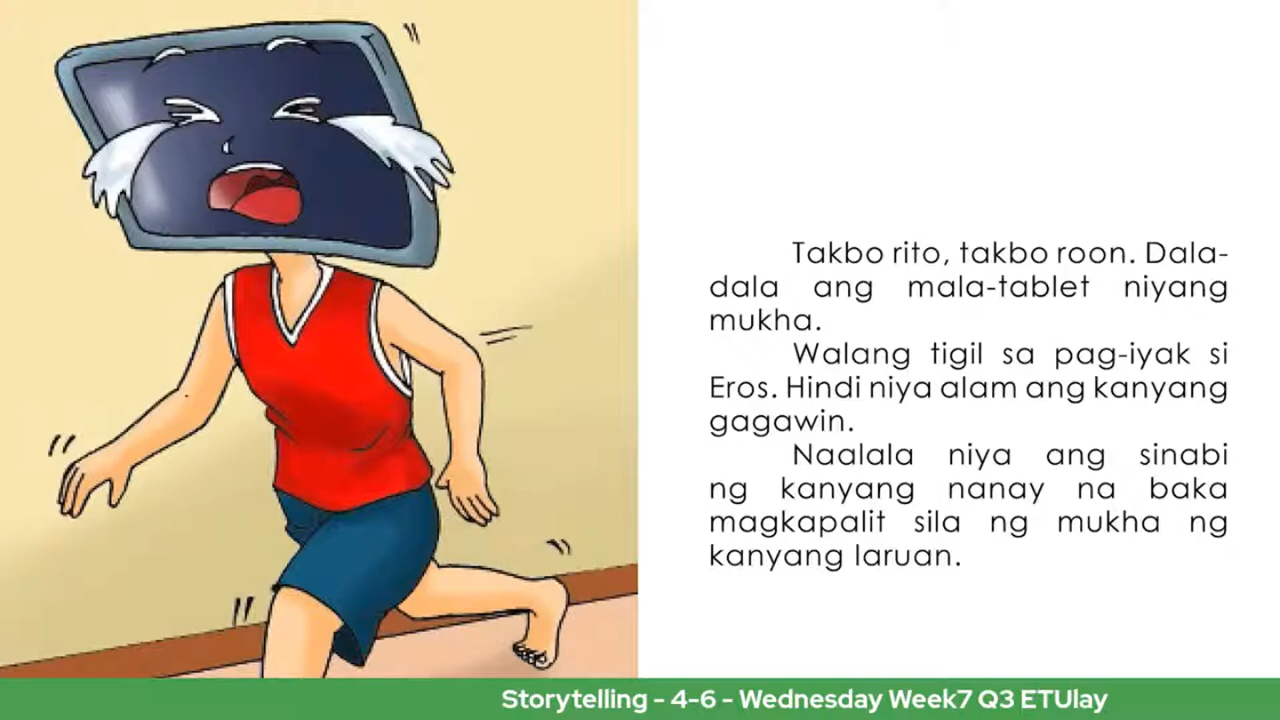 Takbo rito, takbo roon. Dala-
dala ang mala-tablet niyang
mukha.
Walang tigil sa pag-iyak si
Eros. Hindi niya alam ang kanyang
gagawin.
Naalala niya ang sinabi
ng kanyang nanay na baka
magkapalit sila ng mukha ng
kanyang laruan.
Storytelling - 4-6 - Wednesday Week7 Q3 ETUlay